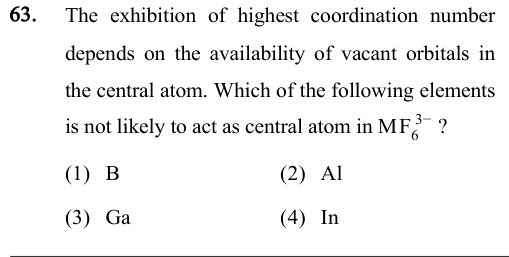 63. The exhibition of highest coordination number
depends on the availability of vacant orbitals in
the central atom. Which of the following elements
is not likely to act as central atom in MF₆³⁻ ?
(1) B (2) Al
(3) Ga (4) In